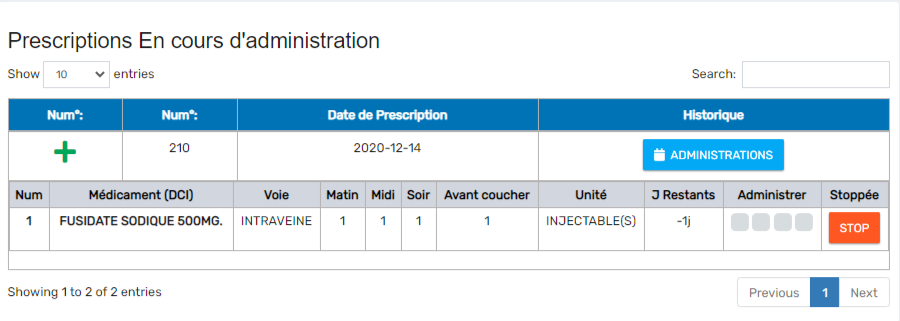 Prescriptions En cours d'administration
Show 10 entries Search:
Num°: Num°: Date de Prescription Historique
210 2020-12-14 ADMINISTRATIONS
Num Médicament (DCI) Voie Matin Midi Soir Avant coucher Unité J Restants Administrer Stoppée
1 FUSIDATE SODIQUE 500MG. INTRAVEINE 1 1 1 1 INJECTABLE(S) -1j STOP
Showing 1 to 2 of 2 entries Previous 1 Next